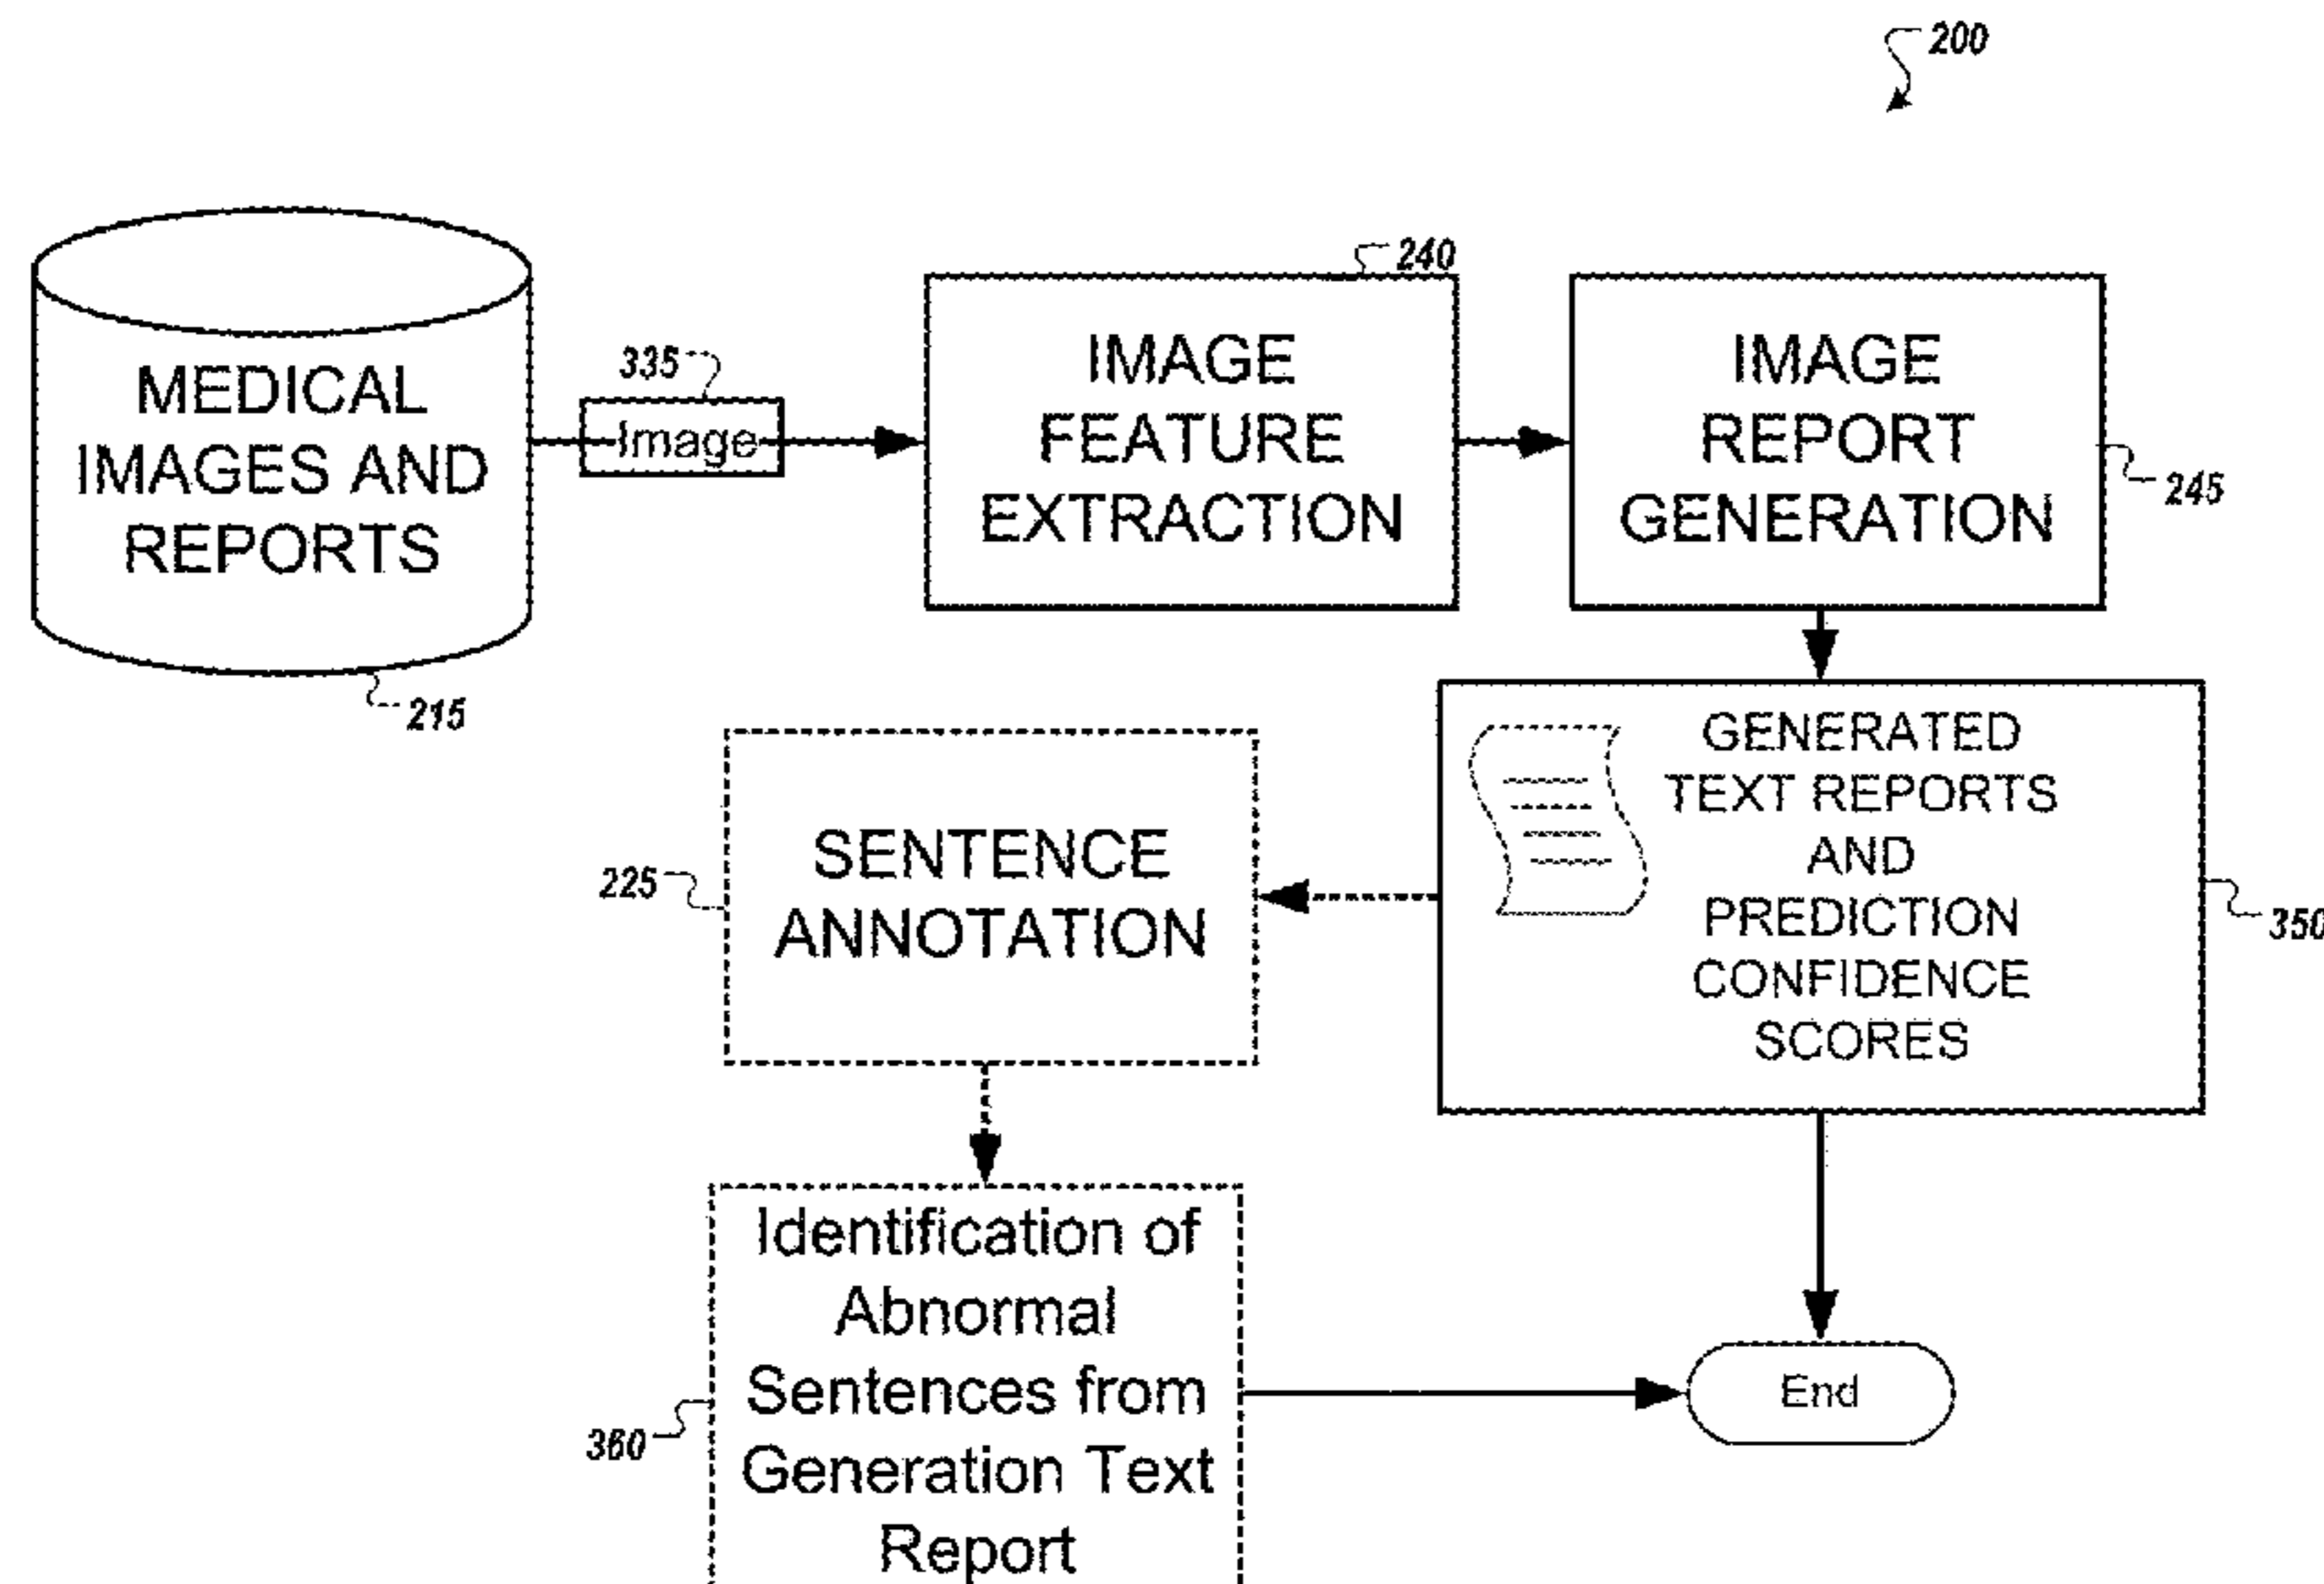 200
MEDICAL
IMAGES AND
REPORTS
215
335
Image
240
IMAGE
FEATURE
EXTRACTION
IMAGE
REPORT
GENERATION
245
GENERATED
TEXT REPORTS
AND
PREDICTION
CONFIDENCE
SCORES
350
SENTENCE
ANNOTATION
225
Identification of
Abnormal
Sentences from
Generation Text
Report
360
End